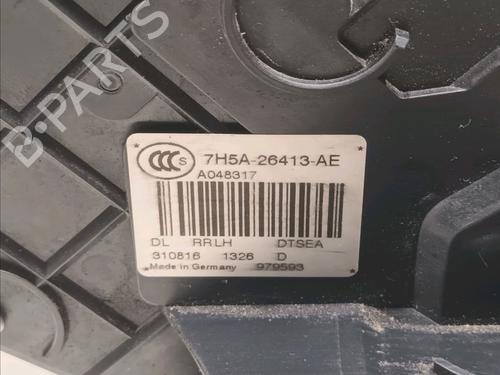 B-PARTS
CCC S 7H5A-26413-AE
A048317
DL RRLH DTSEA
310816 1326 D
Made in Germany 979593